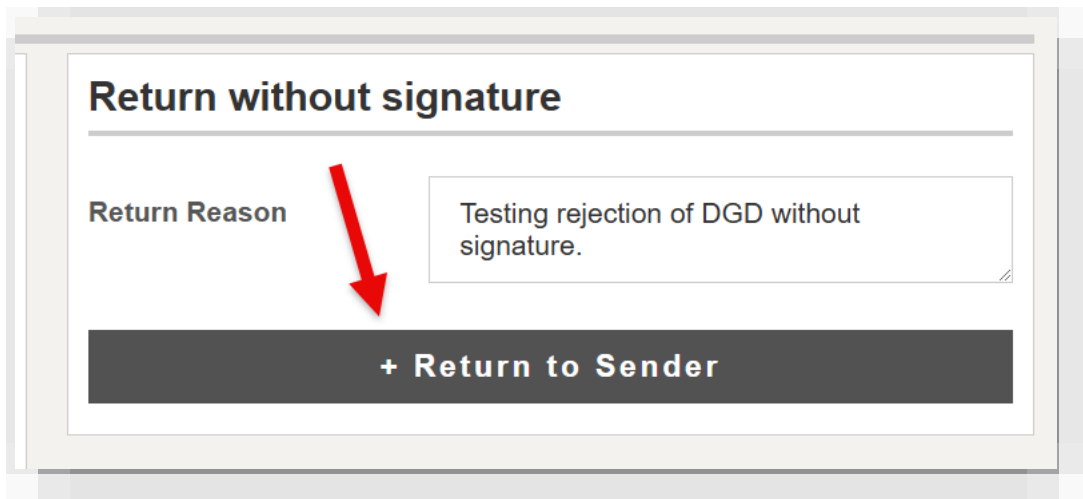 Return without signature
Return Reason
Testing rejection of DGD without
signature.
+ Return to Sender